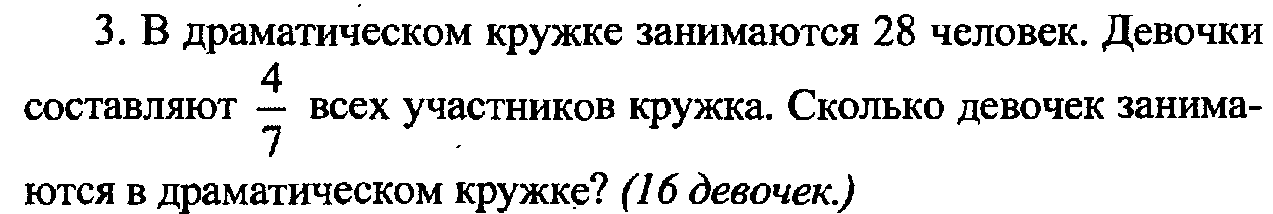 3. В драматическом кружке занимаются 28 человек. Девочки
составляют 4/7 всех участников кружка. Сколько девочек занима-
ются в драматическом кружке? (16 девочек.)